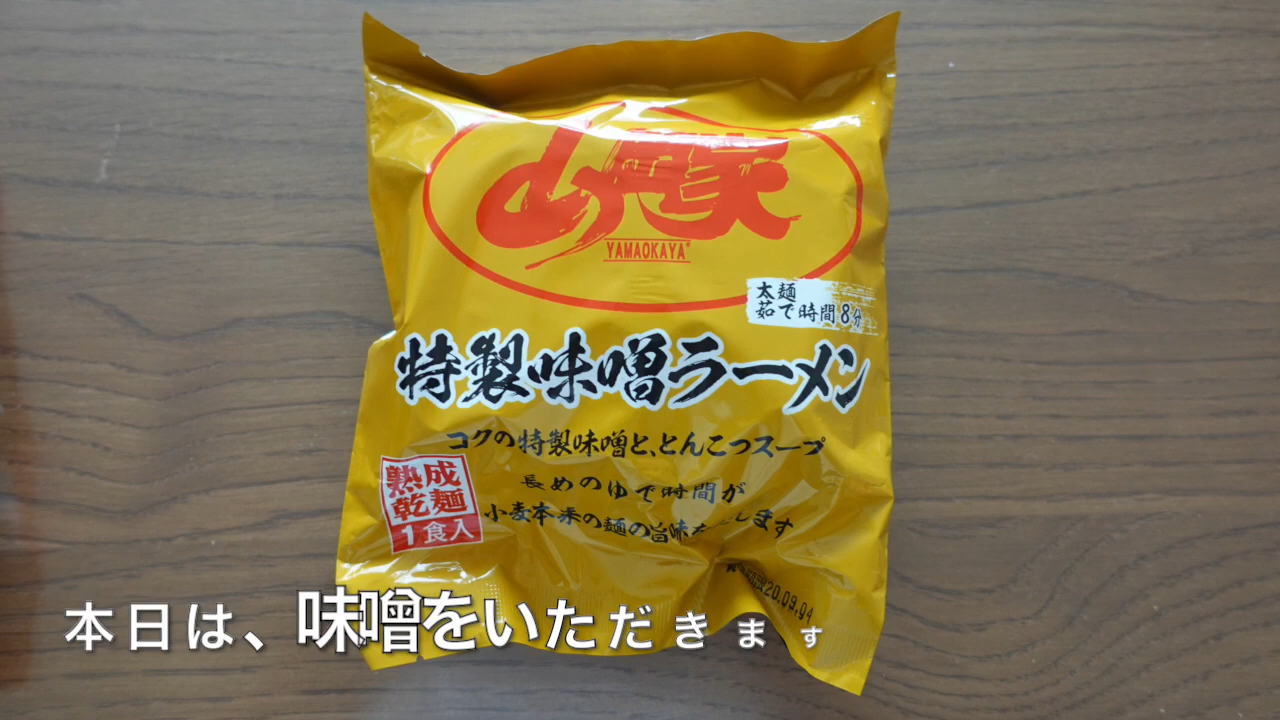 山岡家
YAMAOKAYA
太麺
茹で時間8分
特製味噌ラーメン
コクの特製味噌と、とんこつスープ
長めのゆで時間が
小麦本来の麺の旨味を します
熟成
乾麺
1食入
20.09.04
本日は、味噌をいただきます